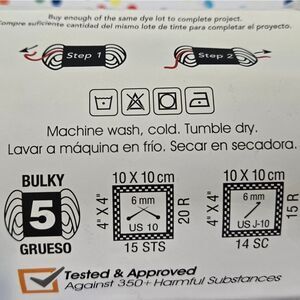 Buy enough of the same dye lot to complete project.
Compre suficiente cantidad del mismo lote de tinte para completar el proyecto.
Step 1
Step 2
Machine wash, cold. Tumble dry.
Lavar a máquina en frío. Secar en secadora.
BULKY
5
GRUESO
10 X 10 cm
4" X 4"
6 mm
US 10
20 R
15 STS
10 X 10 cm
4" X 4"
6 mm
US J-10
15 R
14 SC
Tested & Approved
Against 350+ Harmful Substances